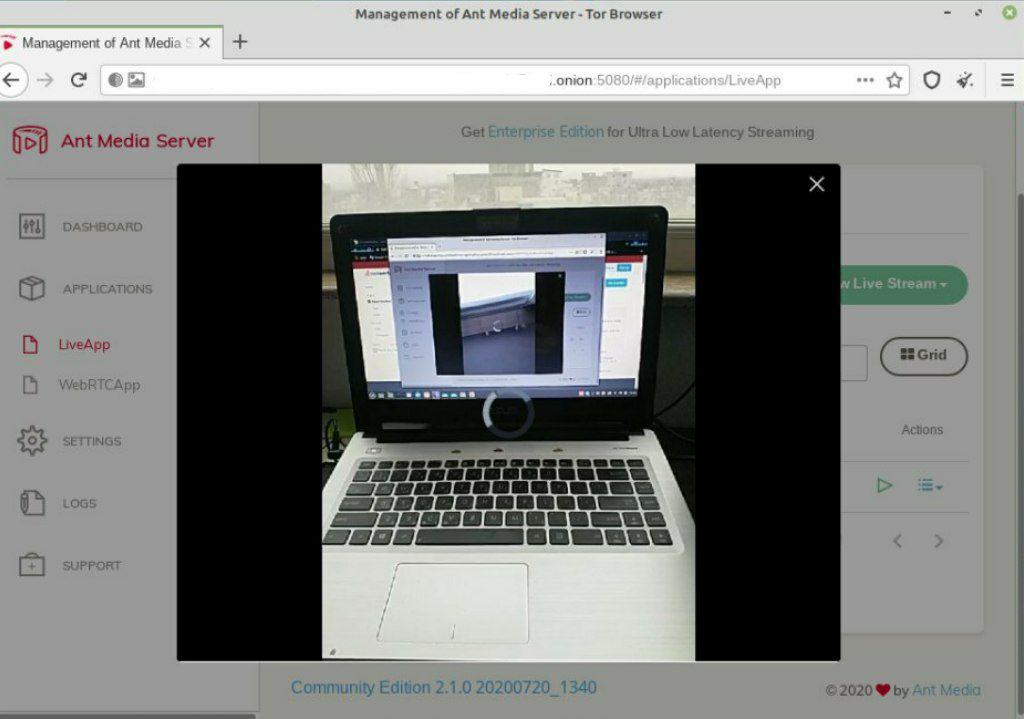 Management of Ant Media Server - Tor Browser
Management of Ant Media S
.onion:5080/#/applications/LiveApp
Ant Media Server
Get Enterprise Edition for Ultra Low Latency Streaming
DASHBOARD
APPLICATIONS
w Live Stream
LiveApp
Grid
WebRTCApp
Actions
SETTINGS
LOGS
SUPPORT
Community Edition 2.1.0 20200720_1340
© 2020 ❤ by Ant Media